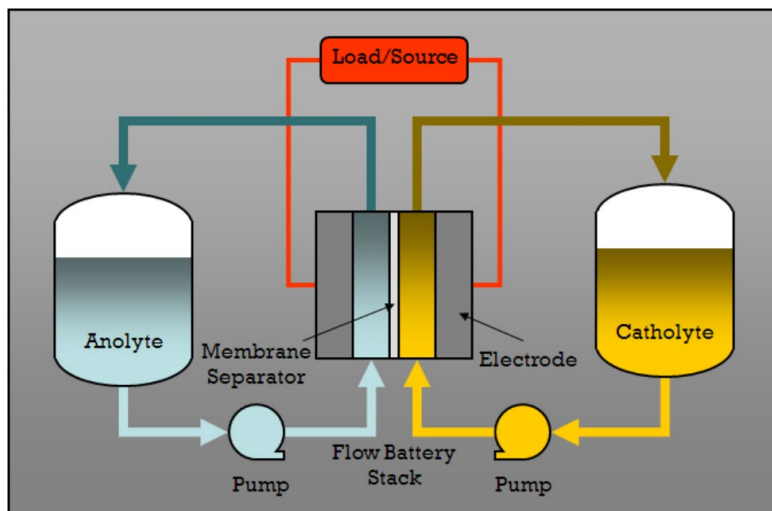 Load/Source
Anolyte
Membrane
Separator
Electrode
Catholyte
Pump
Flow Battery
Stack
Pump